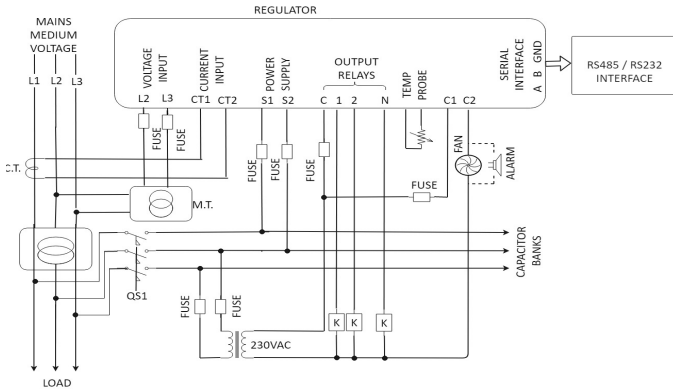 REGULATOR
MAINS
MEDIUM
VOLTAGE
L1 L2 L3
VOLTAGE
INPUT
CURRENT
INPUT
POWER
SUPPLY
OUTPUT
RELAYS
TEMP
PROBE
SERIAL
INTERFACE
A B GND
RS485 / RS232
INTERFACE
L2 L3 CT1 CT2 S1 S2 C 1 2 N C1 C2
FUSE
FUSE
FUSE
FUSE
FUSE
FUSE
FAN
ALARM
C.T.
M.T.
CAPACITOR
BANKS
QS1
FUSE
FUSE
230VAC
K K K
LOAD